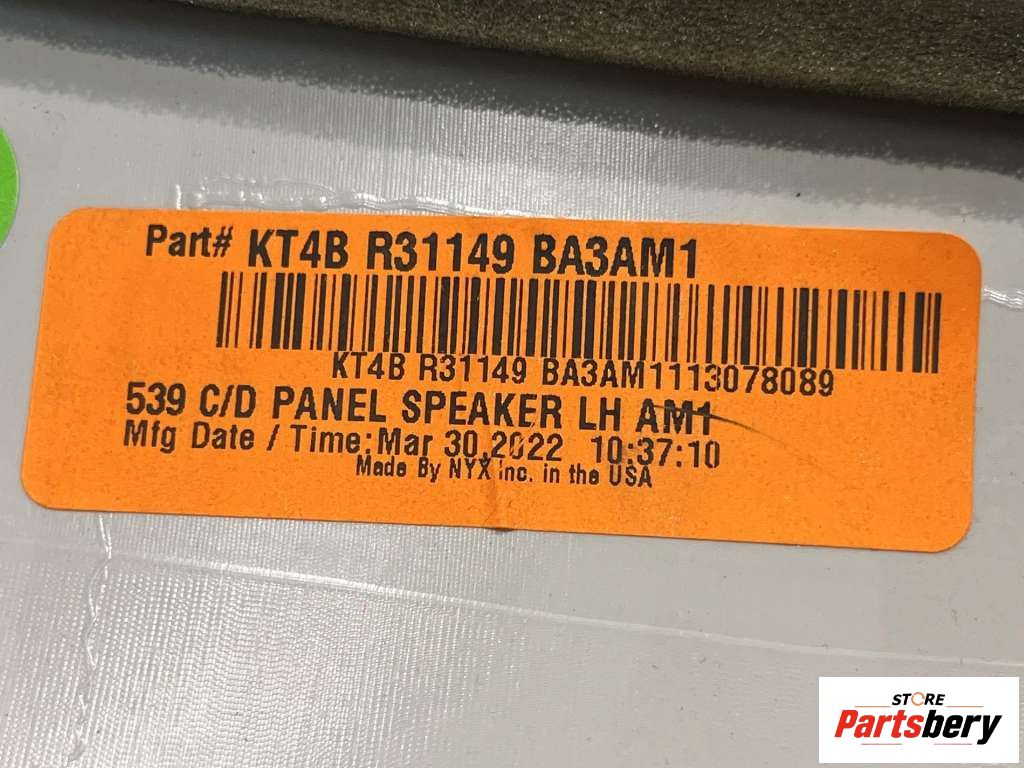 Part# KT4B R31149 BA3AM1
KT4B R31149 BA3AM1113078089
539 C/D PANEL SPEAKER LH AM1
Mfg Date / Time: Mar 30,2022 10:37:10
Made By NYX Inc. in the USA
STORE
Partsbery